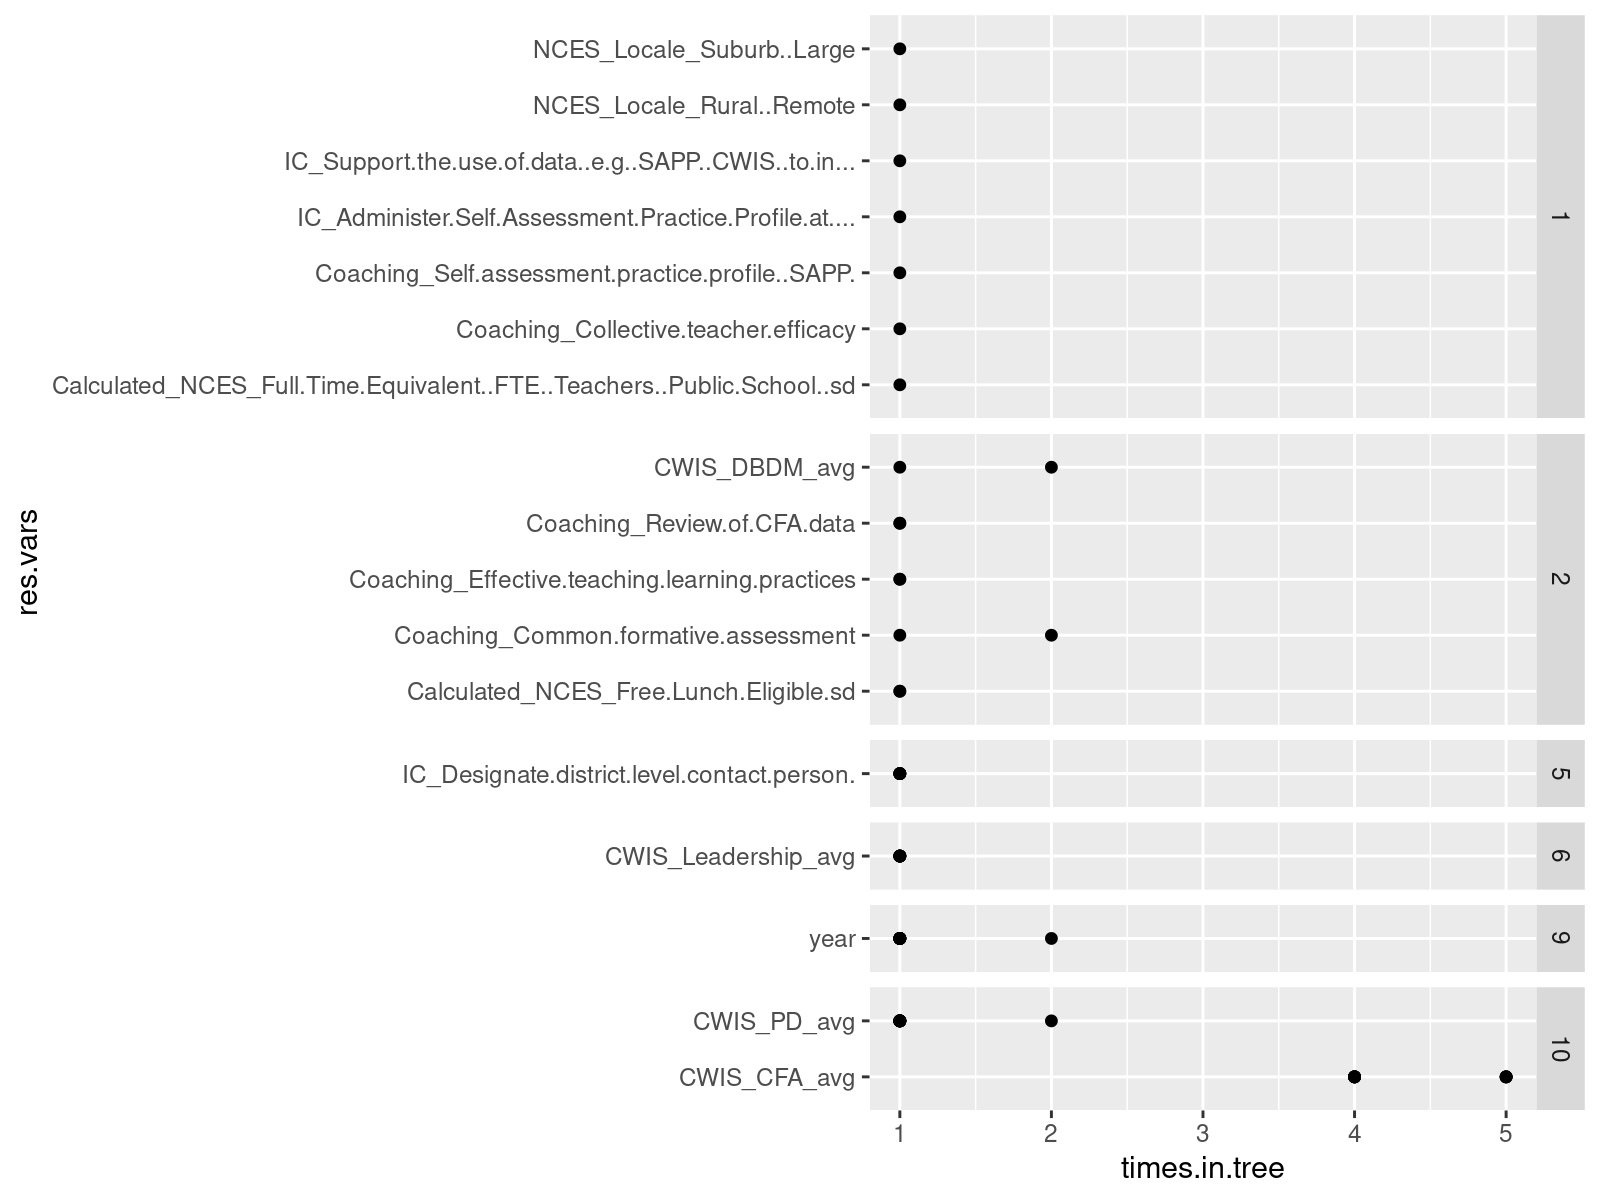 NCES_Locale_Suburb..Large
NCES_Locale_Rural..Remote
IC_Support.the.use.of.data..e.g..SAPP..CWIS..to.in...
IC_Administer.Self.Assessment.Practice.Profile.at....
Coaching_Self.assessment.practice.profile..SAPP.
Coaching_Collective.teacher.efficacy
Calculated_NCES_Full.Time.Equivalent..FTE..Teachers..Public.School..sd
1
CWIS_DBDM_avg
Coaching_Review.of.CFA.data
Coaching_Effective.teaching.learning.practices
Coaching_Common.formative.assessment
Calculated_NCES_Free.Lunch.Eligible.sd
2
IC_Designate.district.level.contact.person.
5
CWIS_Leadership_avg
6
year
9
CWIS_PD_avg
CWIS_CFA_avg
10
res.vars
1 2 3 4 5
times.in.tree